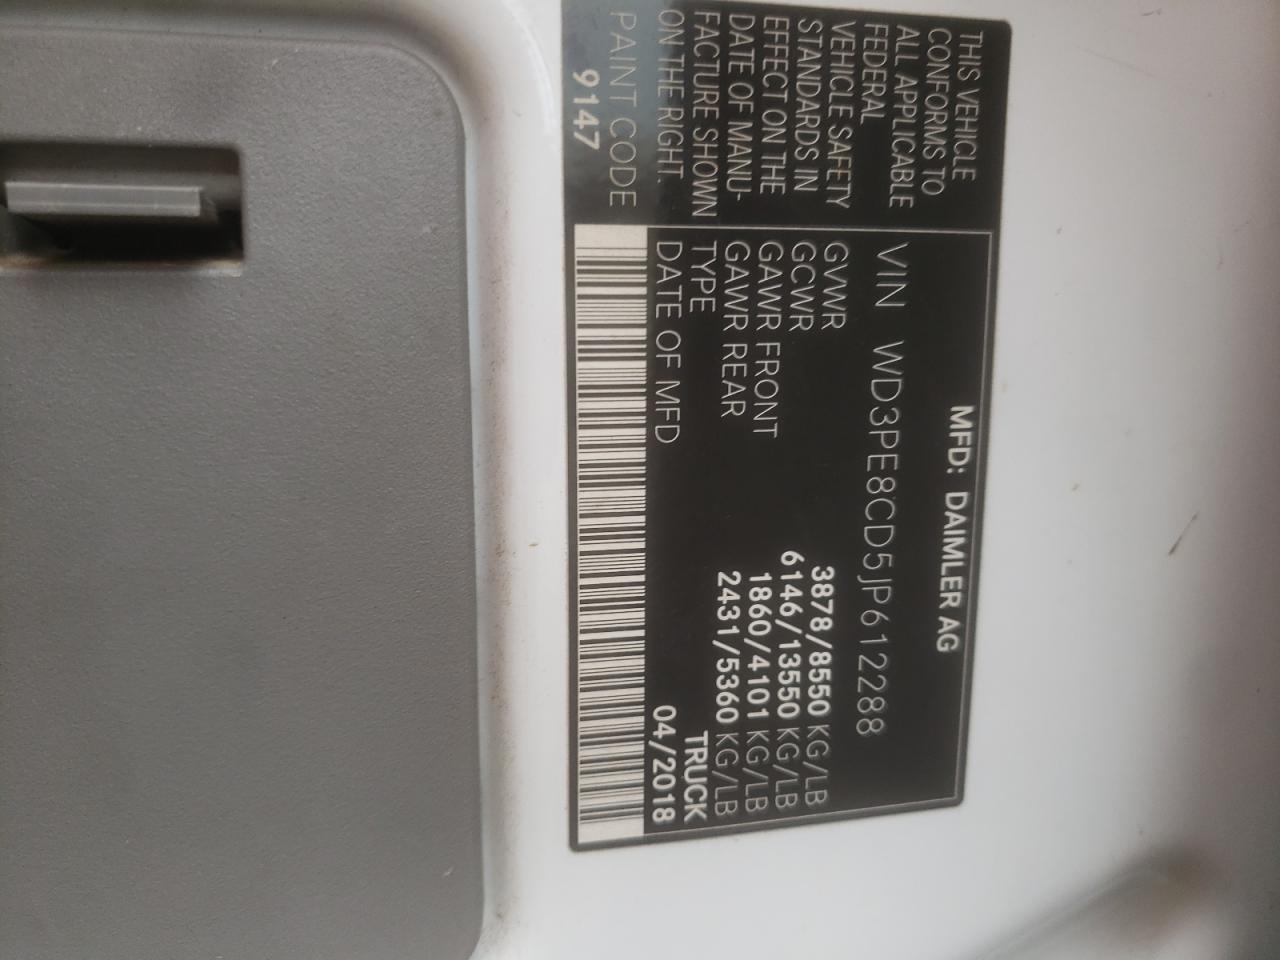 MFD: DAIMLER AG
VIN WD3PE8CD5JP612288
GVWR 3878/8550 KG/LB
GCWR 6146/13550 KG/LB
GAWR FRONT 1860/4101 KG/LB
GAWR REAR 2431/5360 KG/LB
TYPE TRUCK
DATE OF MFD 04/2018
THIS VEHICLE
CONFORMS TO
ALL APPLICABLE
FEDERAL
VEHICLE SAFETY
STANDARDS IN
EFFECT ON THE
DATE OF MANU-
FACTURE SHOWN
ON THE RIGHT.
PAINT CODE
9147